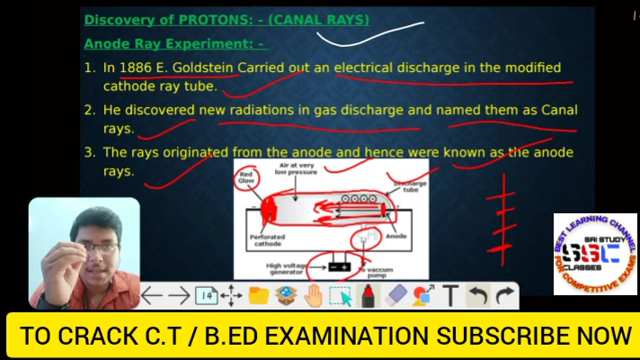 Discovery of PROTONS: - (CANAL RAYS)
Anode Ray Experiment: -
1. In 1886 E. Goldstein Carried out an electrical discharge in the modified
cathode ray tube.
2. He discovered new radiations in gas discharge and named them as Canal
rays.
3. The rays originated from the anode and hence were known as the anode
rays.
Red
Glow
Air at very
low pressure
Discharge
tube
Perforated
cathode
Anode
High voltage
generator
To vaccum
pump
BEST LEARNING CHANNEL
SRI STUDY
SSC
CLASSES
FOR COMPETITIVE EXAMS
14
T
TO CRACK C.T / B.ED EXAMINATION SUBSCRIBE NOW